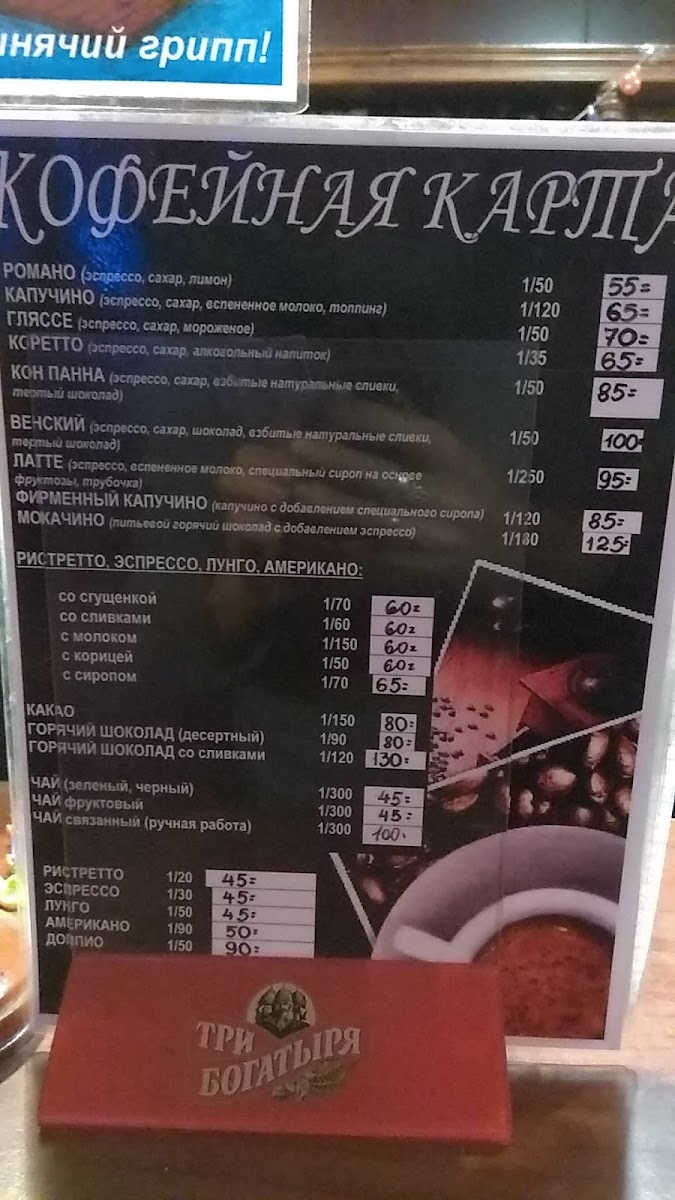 грипп!
КОФЕЙНАЯ КАРТА
РОМАНО (эспрессо, сахар, лимон) 1/50 55=
КАПУЧИНО (эспрессо, сахар, вспененное молоко, топпинг) 1/120 65=
ГЛЯССЕ (эспрессо, сахар, мороженое) 1/50 70=
КОРЕТТО (эспрессо, сахар, алкогольный напиток) 1/35 65=
КОН ПАННА (эспрессо, сахар, взбитые натуральные сливки, 1/50 85=
тертый шоколад)
ВЕНСКИЙ (эспрессо, сахар, шоколад, взбитые натуральные сливки, 1/50 100=
тертый шоколад)
ЛАТТЕ (эспрессо, вспененное молоко, специальный сироп на основе 1/250 95=
фруктозы, трубочка)
ФИРМЕННЫЙ КАПУЧИНО (капучино с добавлением специального сиропа) 1/120 85=
МОКАЧИНО (питьевой горячий шоколад с добавлением эспрессо) 1/180 125=
РИСТРЕТТО, ЭСПРЕССО, ЛУНГО, АМЕРИКАНО:
со сгущенкой 1/70 60=
со сливками 1/60 60=
с молоком 1/150 60=
с корицей 1/50 60=
с сиропом 1/70 65=
КАКАО 1/150 80=
ГОРЯЧИЙ ШОКОЛАД (десертный) 1/90 80=
ГОРЯЧИЙ ШОКОЛАД со сливками 1/120 130=
ЧАЙ (зеленый, черный) 1/300 45=
ЧАЙ фруктовый 1/300 45=
ЧАЙ связанный (ручная работа) 1/300 100=
РИСТРЕТТО 1/20 45=
ЭСПРЕССО 1/30 45=
ЛУНГО 1/50 45=
АМЕРИКАНО 1/90 50=
ДОППИО 1/50 90=
ТРИ
БОГАТЫРЯ